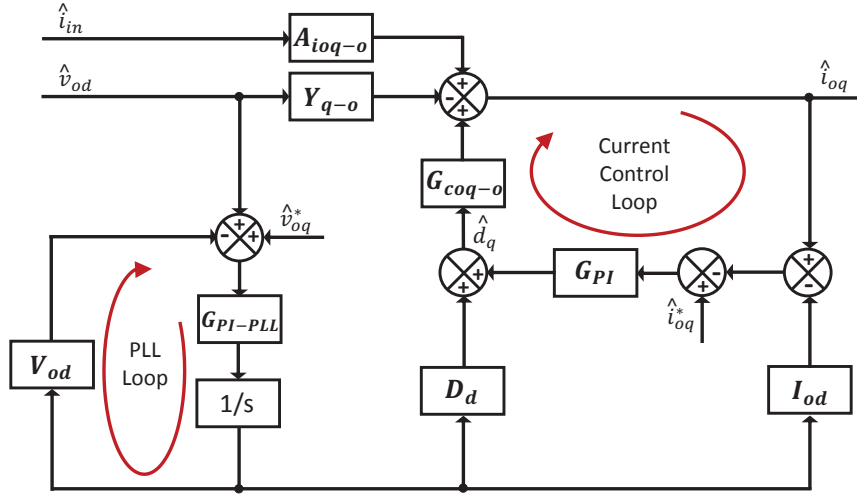 î_in
A_ioq-o
v̂_od
Y_q-o
+
-
+
+
î_oq
Current
Control
Loop
G_coq-o
d̂_q
+
-
+
v̂*_oq
+
+
G_PI
-
+
+
-
î*_oq
G_PI-PLL
V_od
PLL
Loop
1/s
D_d
I_od